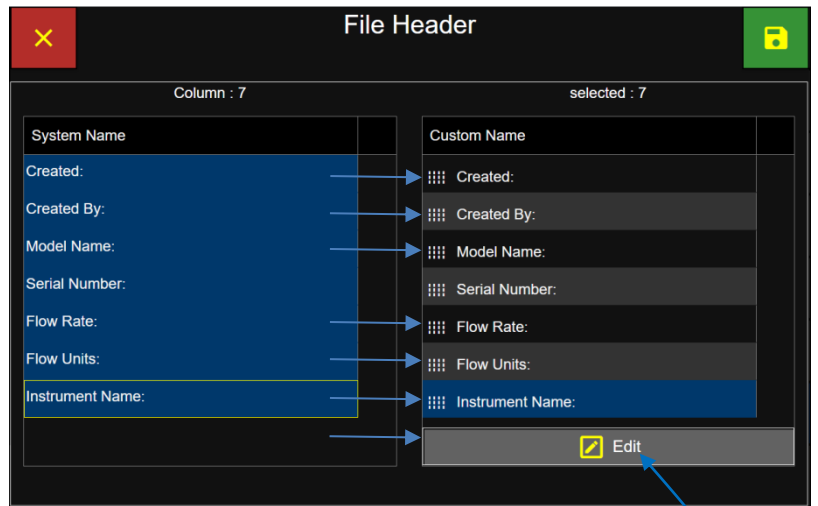 File Header
Column : 7
selected : 7
System Name
Custom Name
Created:
Created:
Created By:
Created By:
Model Name:
Model Name:
Serial Number:
Serial Number:
Flow Rate:
Flow Rate:
Flow Units:
Flow Units:
Instrument Name:
Instrument Name:
Edit